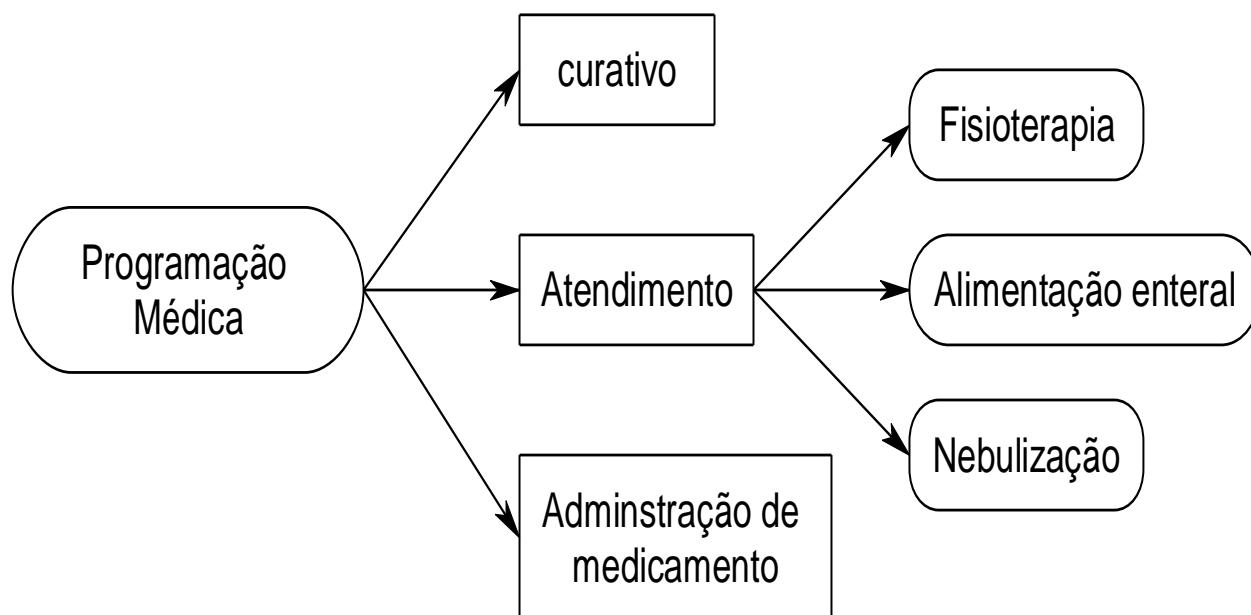 curativo
Fisioterapia
Programação
Médica
Atendimento
Alimentação enteral
Nebulização
Adminstração de
medicamento